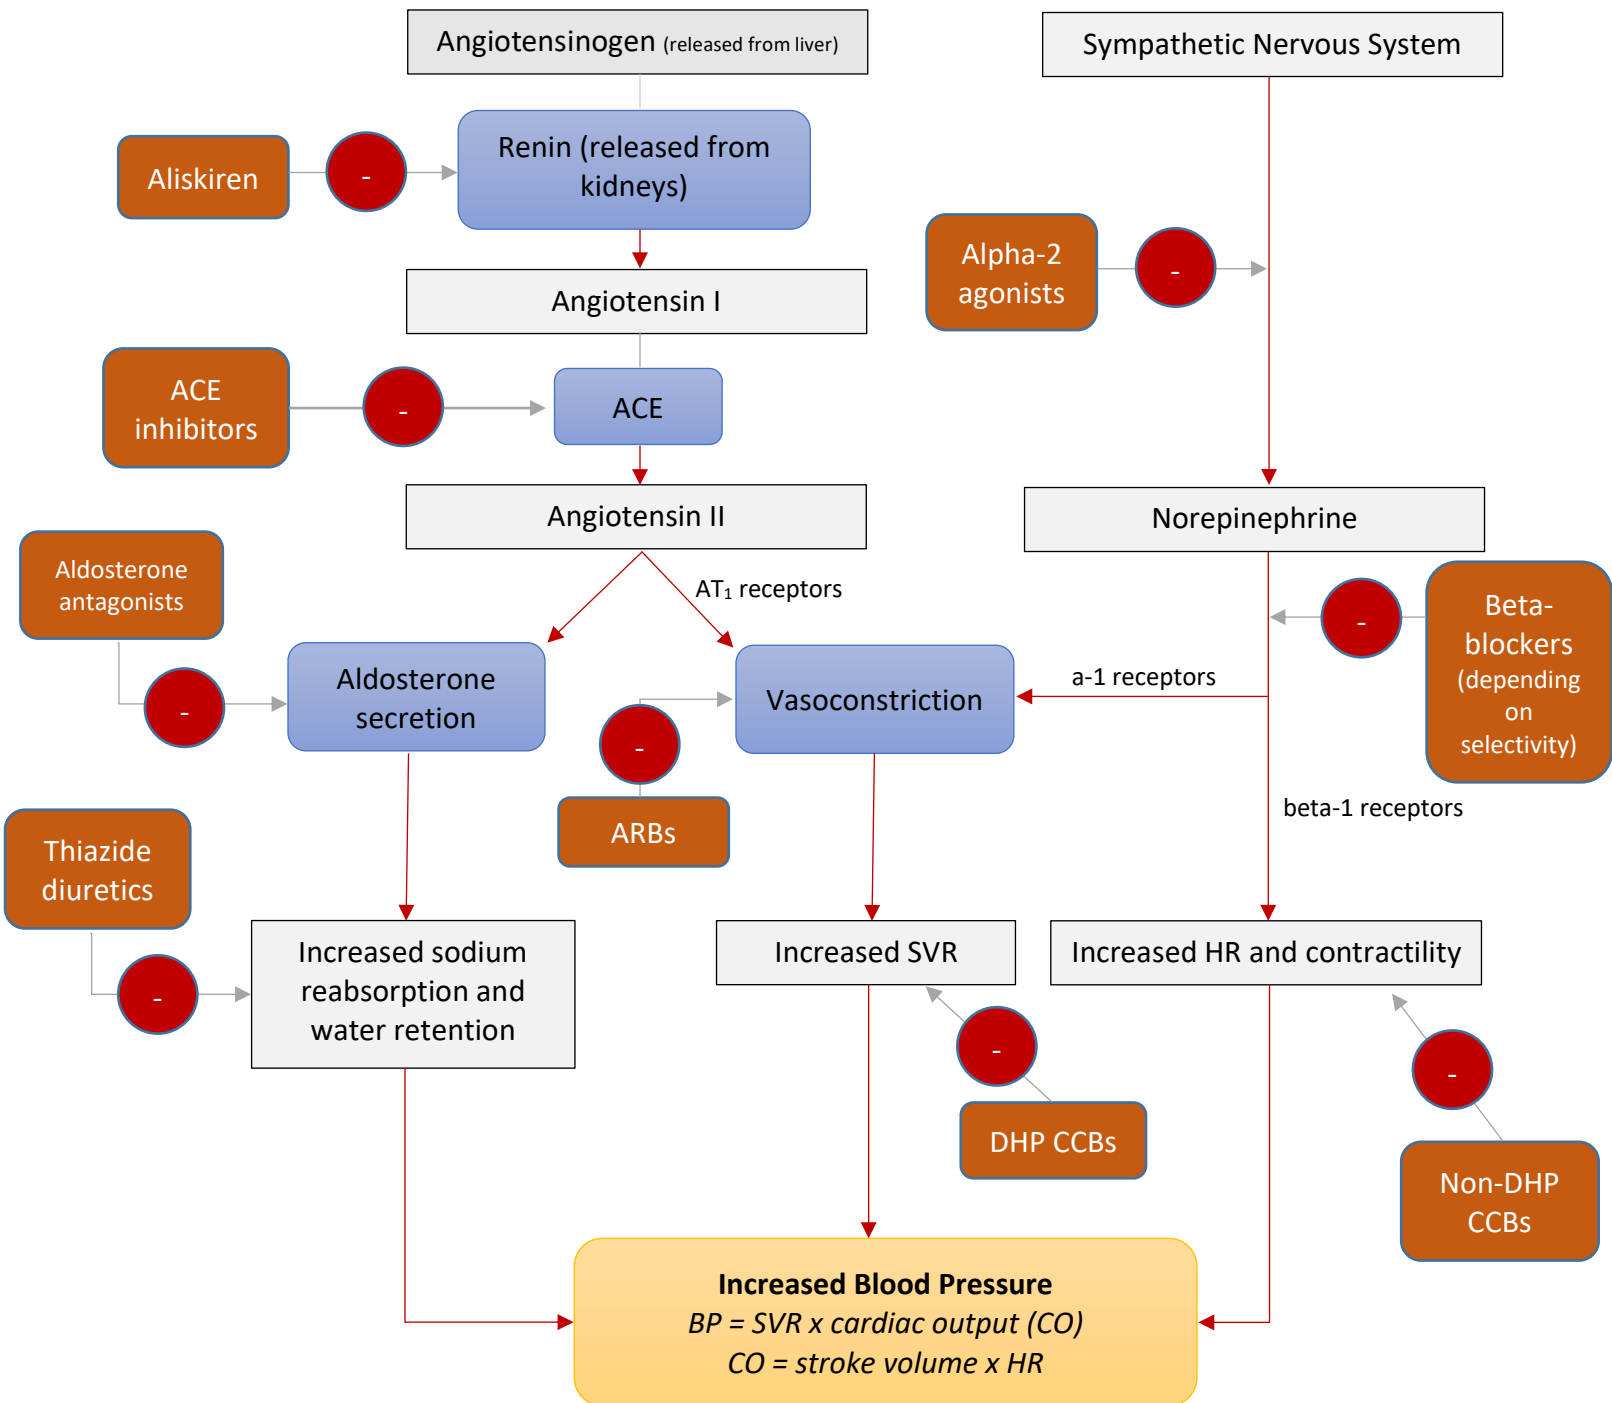 Angiotensinogen (released from liver)
Sympathetic Nervous System
Renin (released from
kidneys)
Aliskiren
-
Alpha-2
agonists
-
Angiotensin I
ACE
inhibitors
-
ACE
Angiotensin II
Norepinephrine
Aldosterone
antagonists
-
AT₁ receptors
Beta-
blockers
(depending
on
selectivity)
-
Aldosterone
secretion
Vasoconstriction
a-1 receptors
-
ARBs
beta-1 receptors
Thiazide
diuretics
-
Increased sodium
reabsorption and
water retention
Increased SVR
Increased HR and contractility
-
DHP CCBs
-
Non-DHP
CCBs
Increased Blood Pressure
BP = SVR x cardiac output (CO)
CO = stroke volume x HR